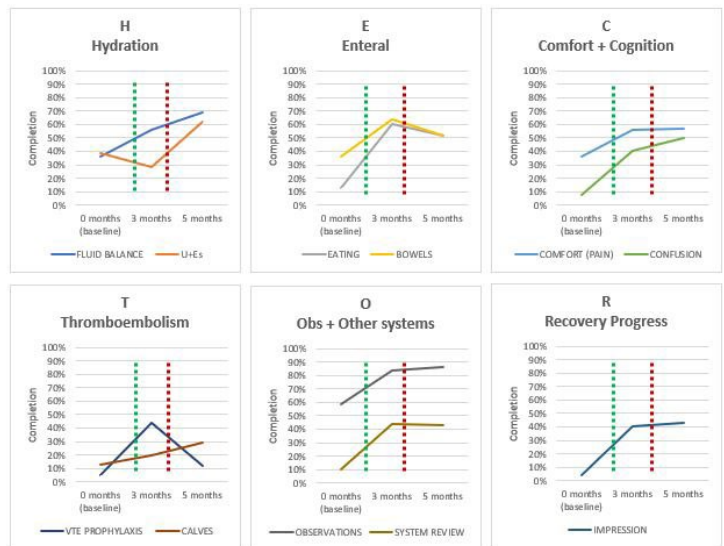 H
Hydration
Completion
100%
90%
80%
70%
60%
50%
40%
30%
20%
10%
0%
0 months 3 months 5 months
(baseline)
FLUID BALANCE U+Es
E
Enteral
Completion
100%
90%
80%
70%
60%
50%
40%
30%
20%
10%
0%
0 months 3 months 5 months
(baseline)
EATING BOWELS
C
Comfort + Cognition
Completion
100%
90%
80%
70%
60%
50%
40%
30%
20%
10%
0%
0 months 3 months 5 months
(baseline)
COMFORT (PAIN) CONFUSION
T
Thromboembolism
Completion
100%
90%
80%
70%
60%
50%
40%
30%
20%
10%
0%
0 months 3 months 5 months
(baseline)
VTE PROPHYLAXIS CALVES
O
Obs + Other systems
Completion
100%
90%
80%
70%
60%
50%
40%
30%
20%
10%
0%
0 months 3 months 5 months
(baseline)
OBSERVATIONS SYSTEM REVIEW
R
Recovery Progress
Completion
100%
90%
80%
70%
60%
50%
40%
30%
20%
10%
0%
0 months 3 months 5 months
(baseline)
IMPRESSION